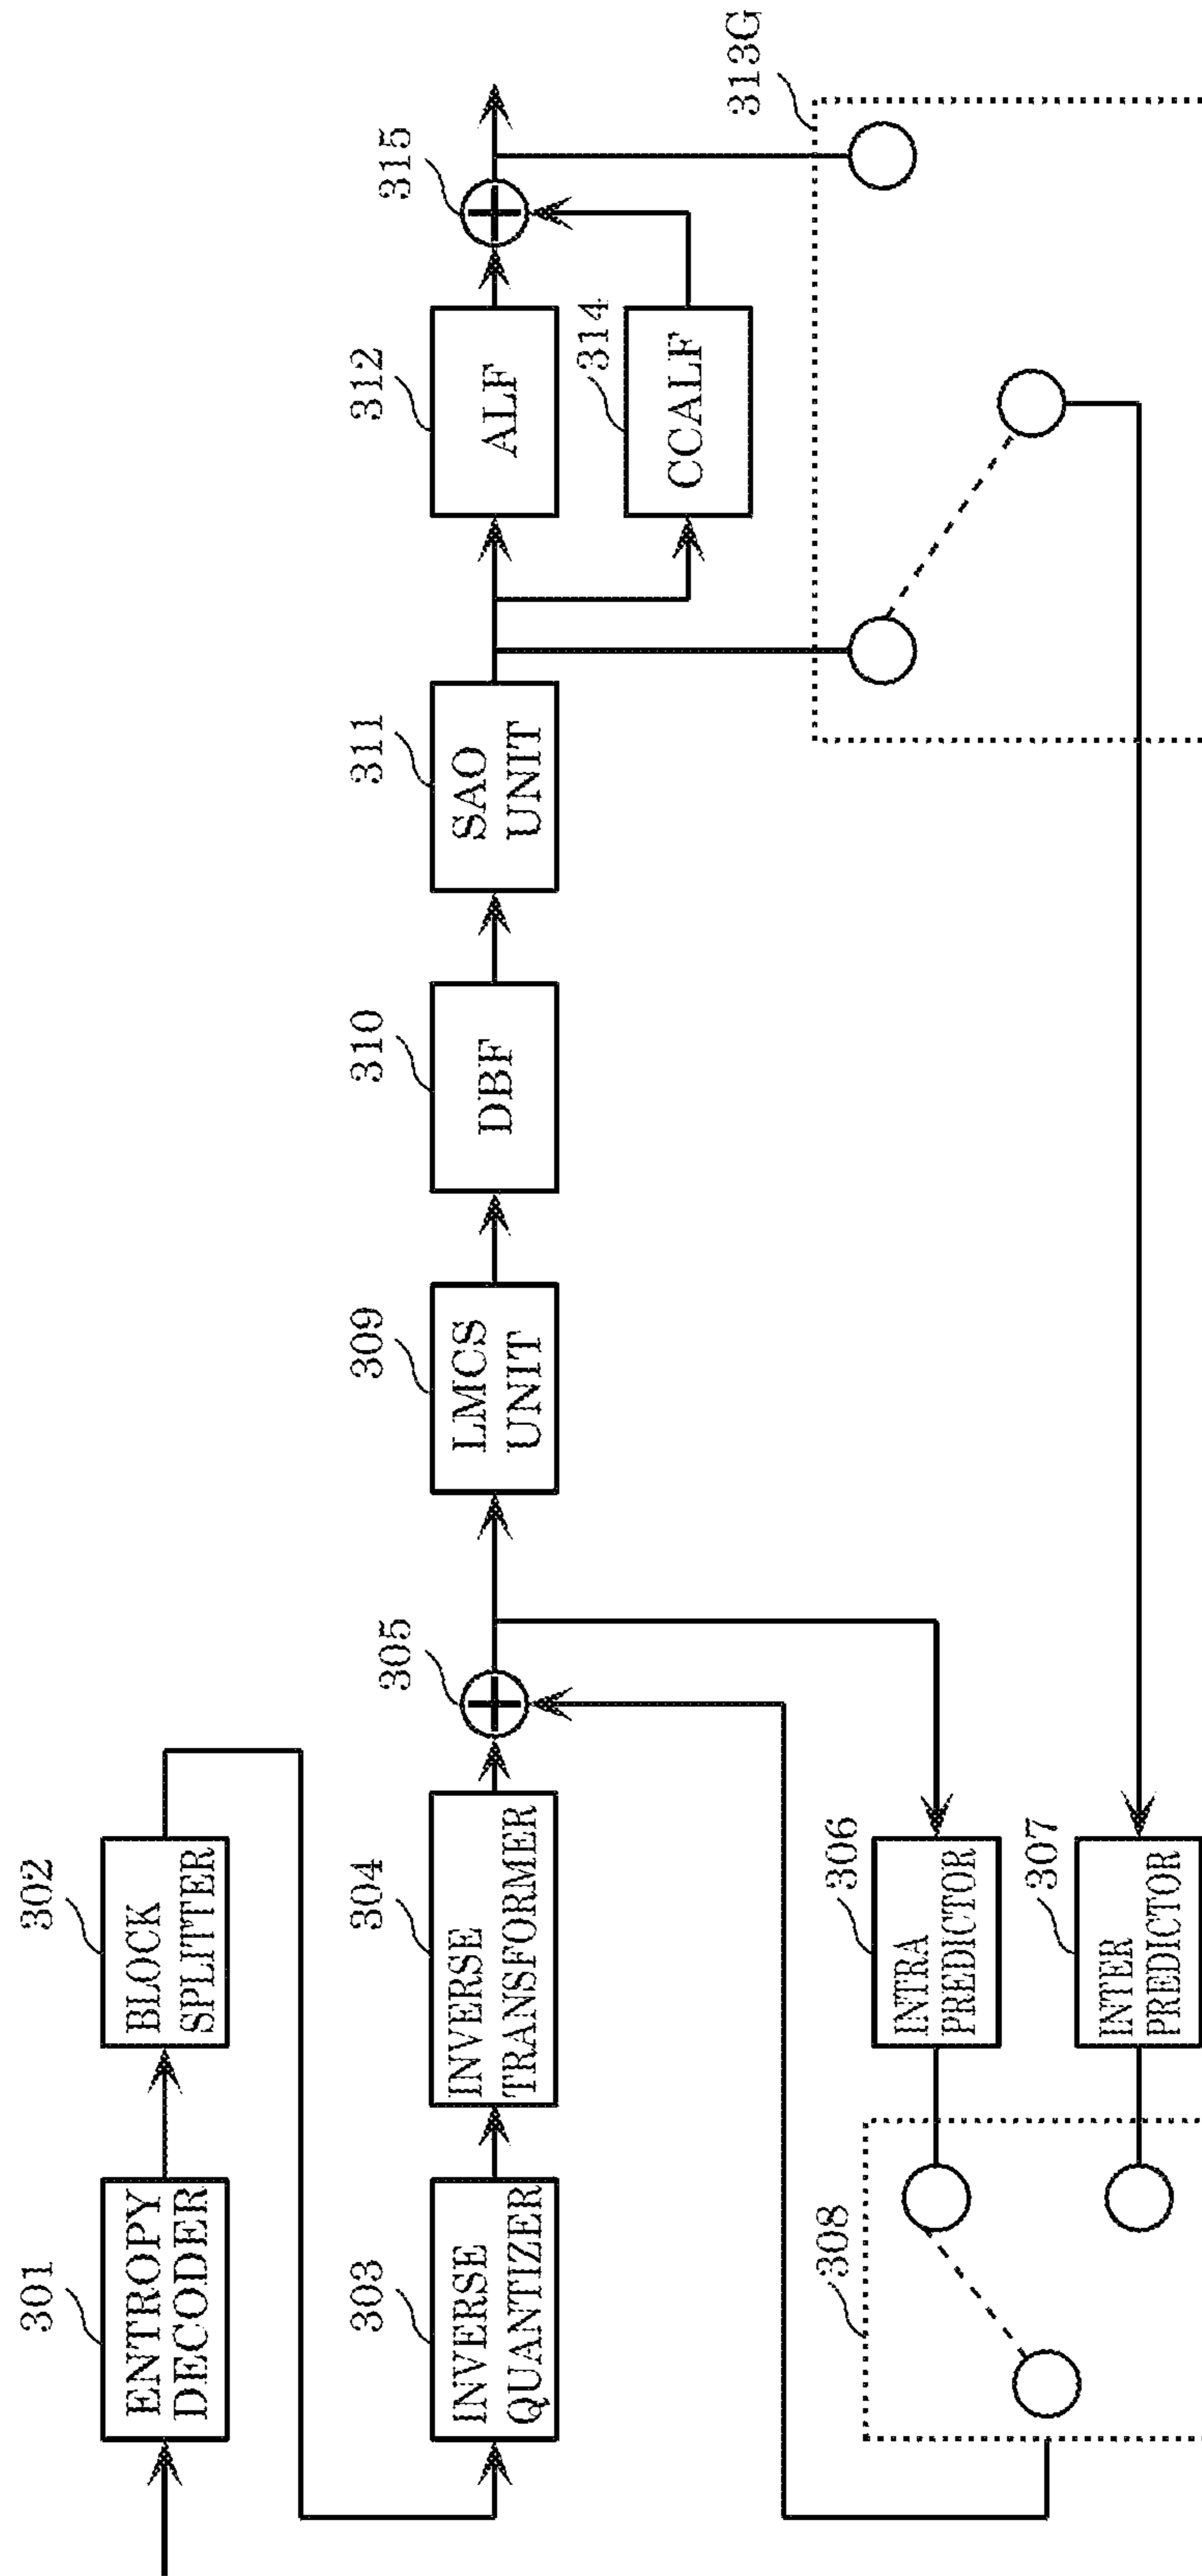 301
ENTROPY
DECODER
302
BLOCK
SPLITTER
303
INVERSE
QUANTIZER
304
INVERSE
TRANSFORMER
305
309
LMCS
UNIT
310
DBF
311
SAO
UNIT
312
ALF
315
314
CCALF
308
306
INTRA
PREDICTOR
307
INTER
PREDICTOR
313G